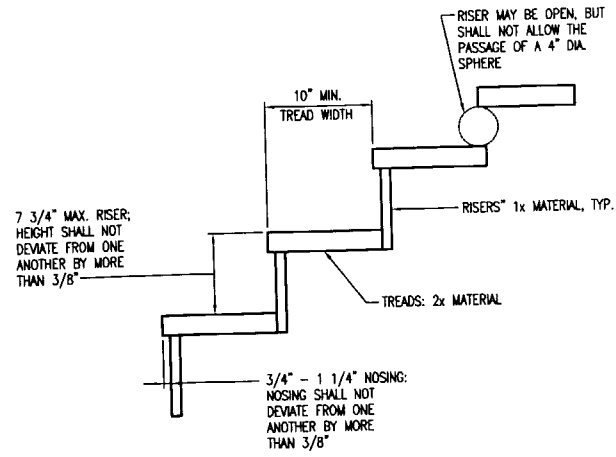 RISER MAY BE OPEN, BUT
SHALL NOT ALLOW THE
PASSAGE OF A 4" DIA.
SPHERE
10" MIN.
TREAD WIDTH
7 3/4" MAX. RISER;
HEIGHT SHALL NOT
DEVIATE FROM ONE
ANOTHER BY MORE
THAN 3/8"
RISERS" 1x MATERIAL, TYP.
TREADS: 2x MATERIAL
3/4" - 1 1/4" NOSING:
NOSING SHALL NOT
DEVIATE FROM ONE
ANOTHER BY MORE
THAN 3/8"